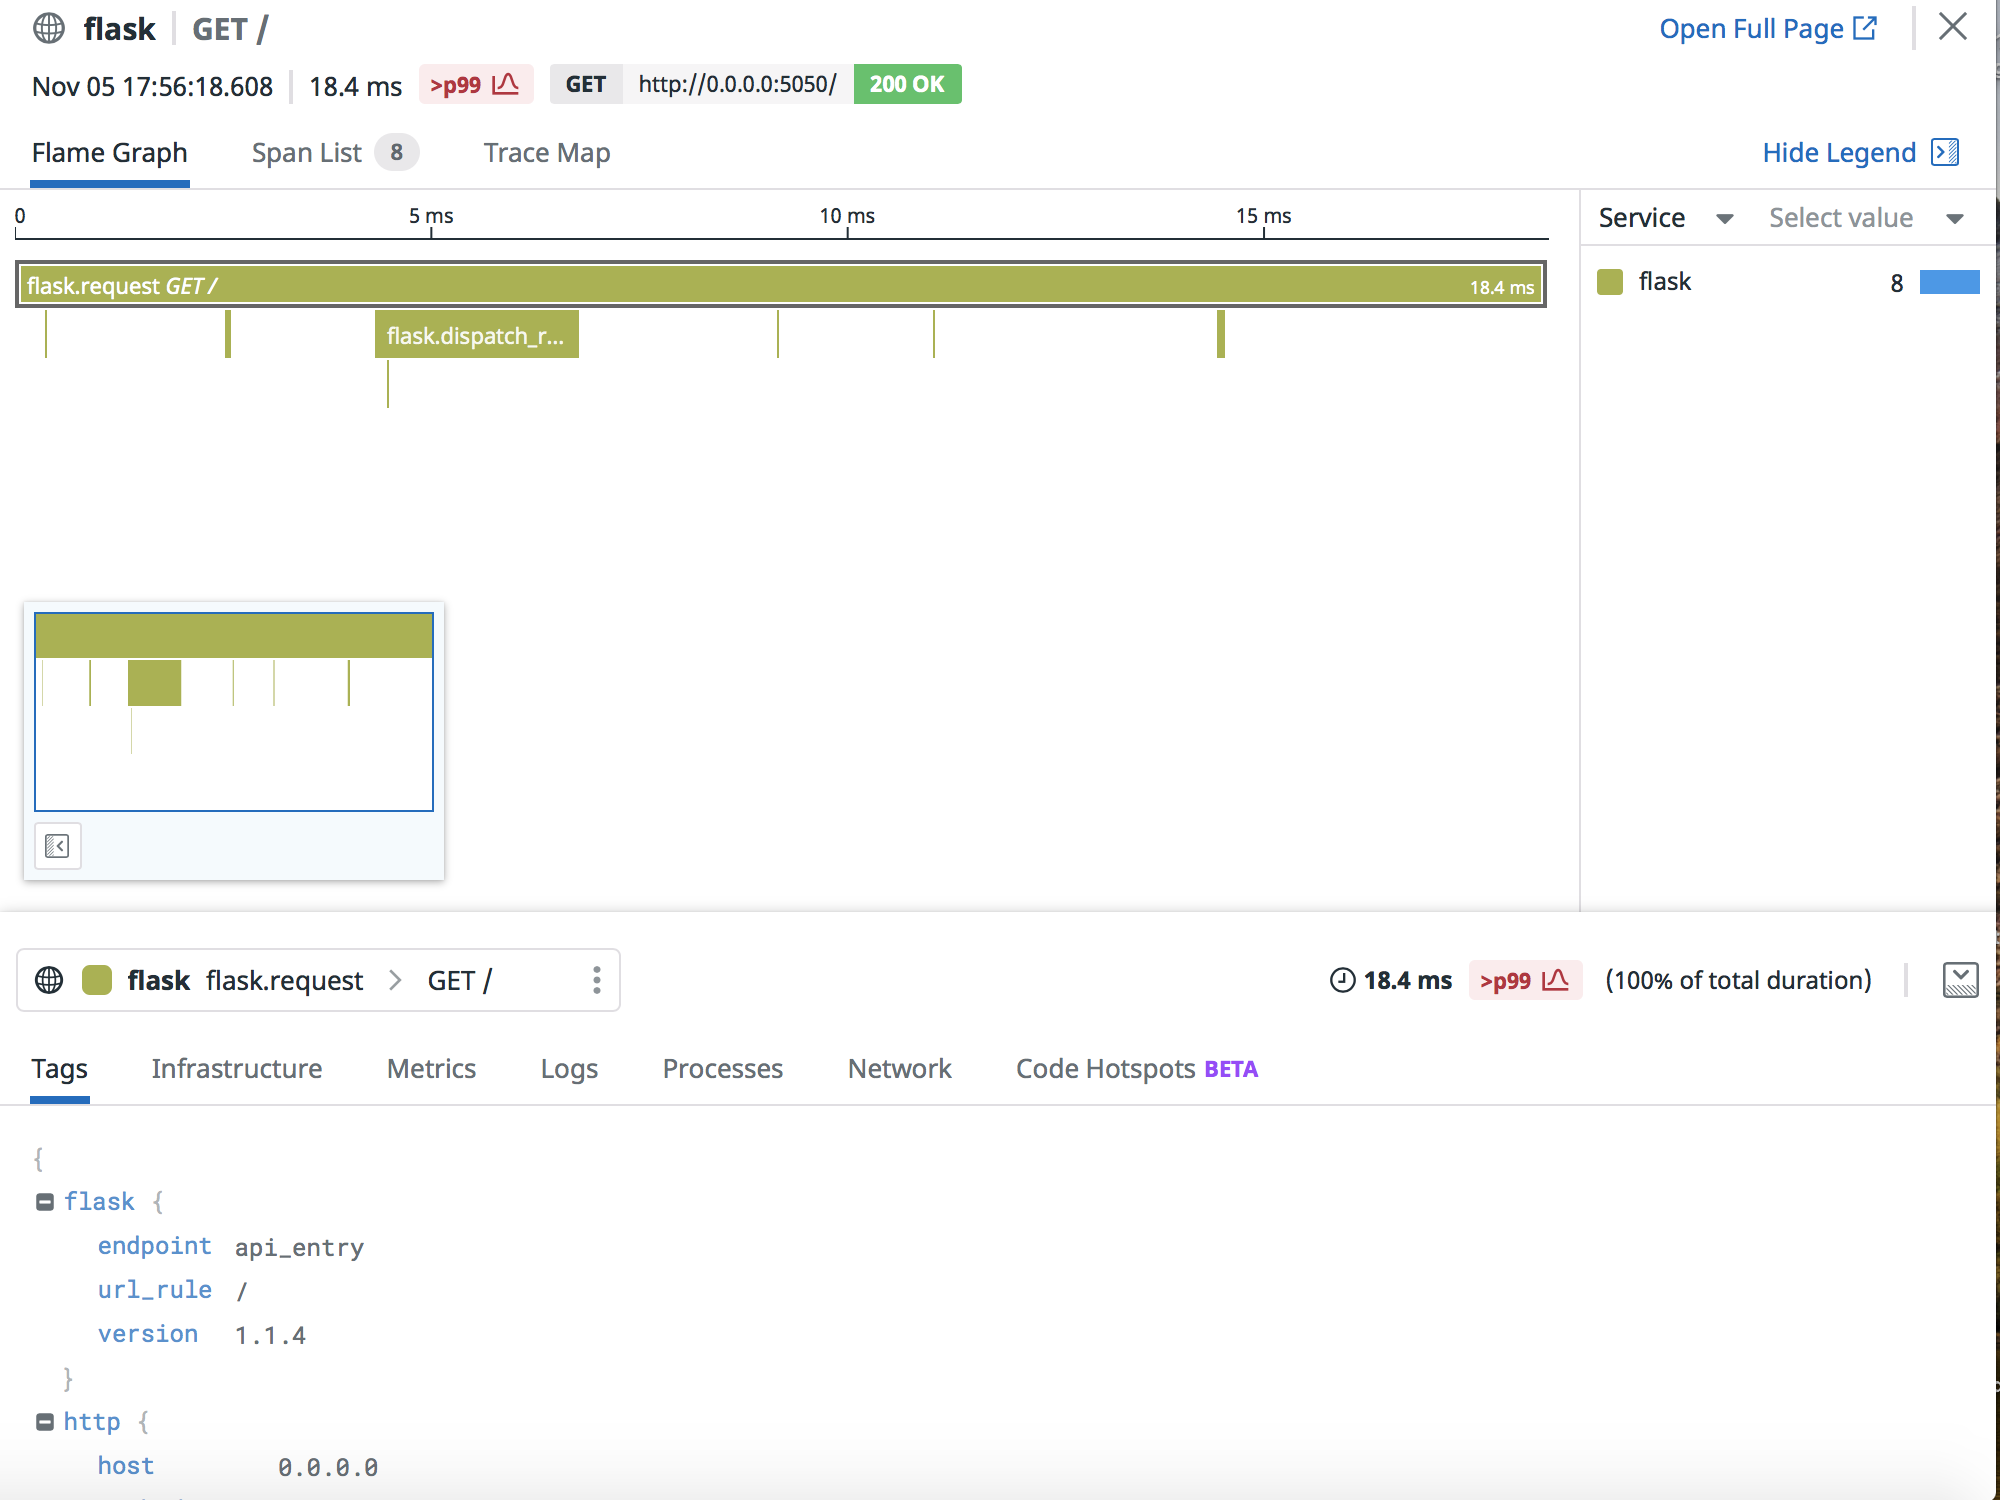 flask GET /
Open Full Page
Nov 05 17:56:18.608 18.4 ms >p99 GET http://0.0.0.0:5050/ 200 OK
Flame Graph Span List 8 Trace Map
Hide Legend
0 5 ms 10 ms 15 ms
Service Select value
flask.request GET / 18.4 ms
flask 8
flask.dispatch_r...
flask flask.request GET /
18.4 ms >p99 (100% of total duration)
Tags Infrastructure Metrics Logs Processes Network Code Hotspots BETA
{
flask {
endpoint api_entry
url_rule /
version 1.1.4
}
http {
host 0.0.0.0